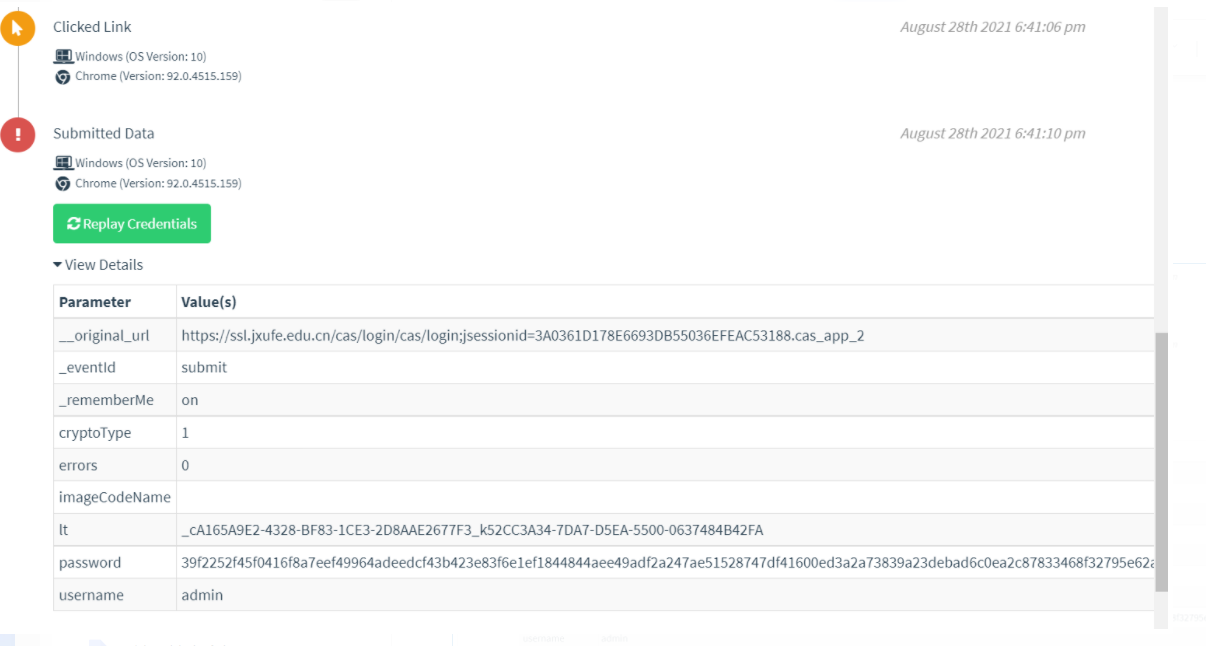 Clicked Link August 28th 2021 6:41:06 pm
Windows (OS Version: 10)
Chrome (Version: 92.0.4515.159)
Submitted Data August 28th 2021 6:41:10 pm
Windows (OS Version: 10)
Chrome (Version: 92.0.4515.159)
Replay Credentials
View Details
Parameter Value(s)
__original_url https://ssl.jxufe.edu.cn/cas/login/cas/login;jsessionid=3A0361D178E6693DB55036EFEAC53188.cas_app_2
_eventId submit
_rememberMe on
cryptoType 1
errors 0
imageCodeName
lt _cA165A9E2-4328-BF83-1CE3-2D8AAE2677F3_k52CC3A34-7DA7-D5EA-5500-0637484B42FA
password 39f2252f45f0416f8a7eef49964adeedcf43b423e83f6e1ef1844844aee49adf2a247ae51528747df41600ed3a2a73839a23debad6c0ea2c87833468f32795e62a
username admin